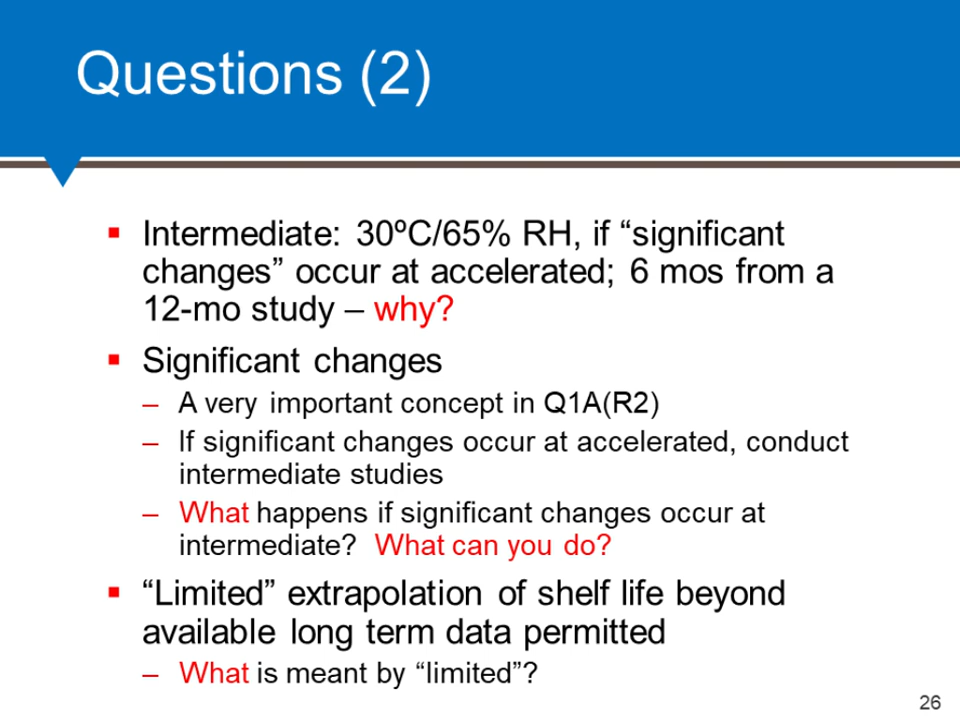 Questions (2)
▪ Intermediate: 30ºC/65% RH, if “significant
changes” occur at accelerated; 6 mos from a
12-mo study – why?
▪ Significant changes
– A very important concept in Q1A(R2)
– If significant changes occur at accelerated, conduct
intermediate studies
– What happens if significant changes occur at
intermediate? What can you do?
▪ “Limited” extrapolation of shelf life beyond
available long term data permitted
– What is meant by “limited”?
26